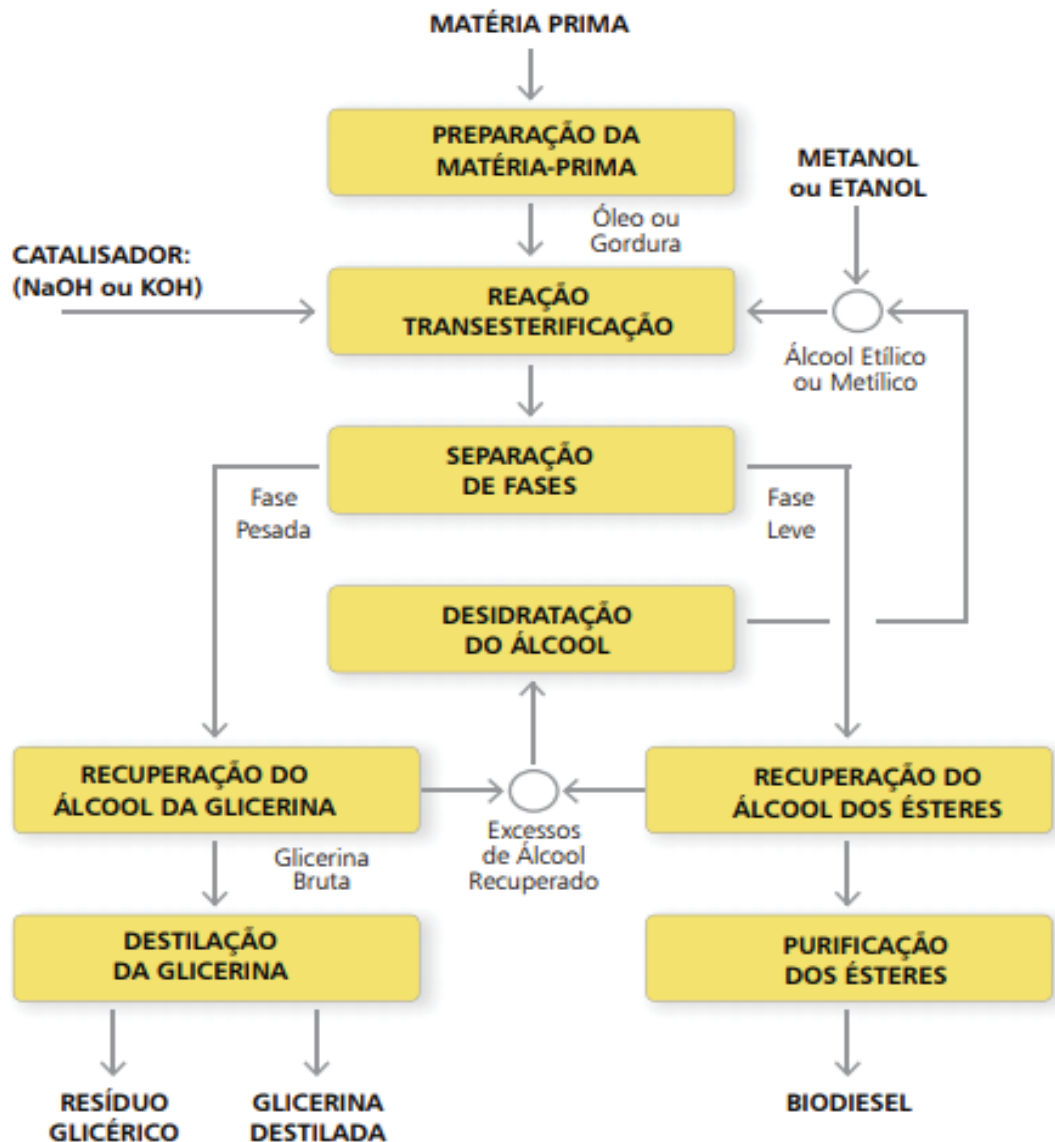 MATÉRIA PRIMA
PREPARAÇÃO DA
MATÉRIA-PRIMA
METANOL
ou ETANOL
Óleo ou
Gordura
CATALISADOR:
(NaOH ou KOH)
REAÇÃO
TRANSESTERIFICAÇÃO
Álcool Etílico
ou Metílico
SEPARAÇÃO
DE FASES
Fase
Pesada
Fase
Leve
DESIDRATAÇÃO
DO ÁLCOOL
RECUPERAÇÃO DO
ÁLCOOL DA GLICERINA
RECUPERAÇÃO DO
ÁLCOOL DOS ÉSTERES
Excessos
de Álcool
Recuperado
Glicerina
Bruta
DESTILAÇÃO
DA GLICERINA
PURIFICAÇÃO
DOS ÉSTERES
RESÍDUO
GLICÉRICO
GLICERINA
DESTILADA
BIODIESEL